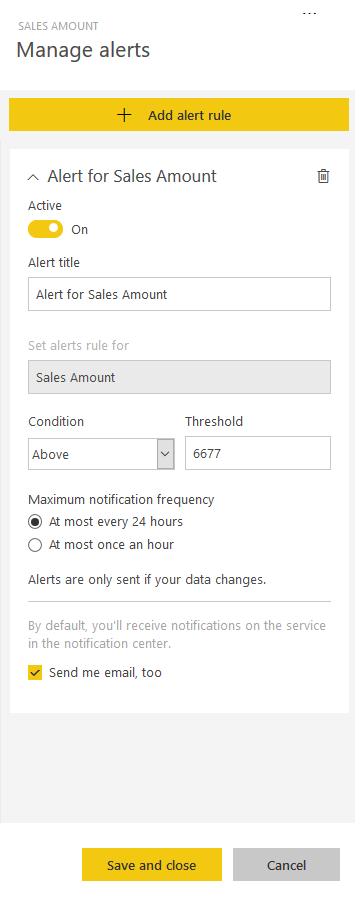 ...
SALES AMOUNT
Manage alerts
+ Add alert rule
Alert for Sales Amount
Active
On
Alert title
Alert for Sales Amount
Set alerts rule for
Sales Amount
Condition Threshold
Above 6677
Maximum notification frequency
At most every 24 hours
At most once an hour
Alerts are only sent if your data changes.
By default, you'll receive notifications on the service
in the notification center.
Send me email, too
Save and close Cancel